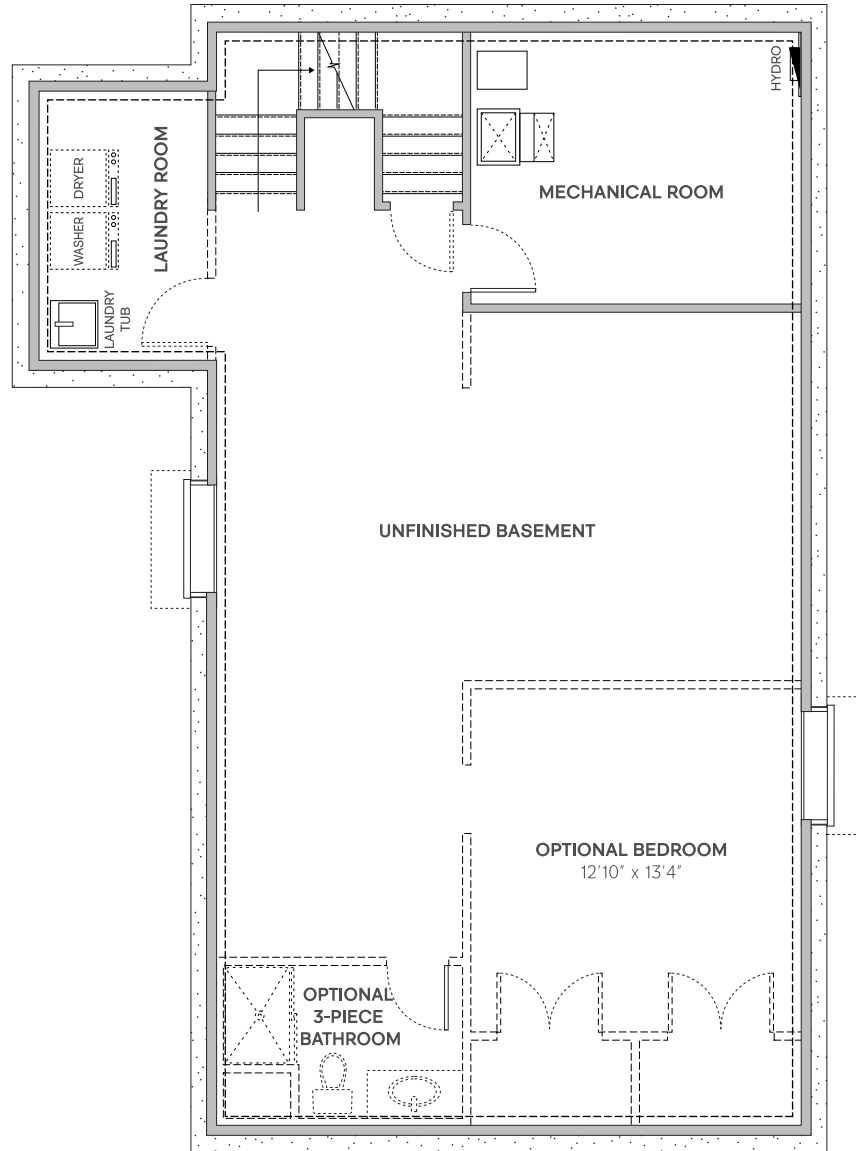 HYDRO
MECHANICAL ROOM
LAUNDRY ROOM
DRYER
WASHER
LAUNDRY
TUB
UNFINISHED BASEMENT
OPTIONAL BEDROOM
12'10" x 13'4"
OPTIONAL
3-PIECE
BATHROOM